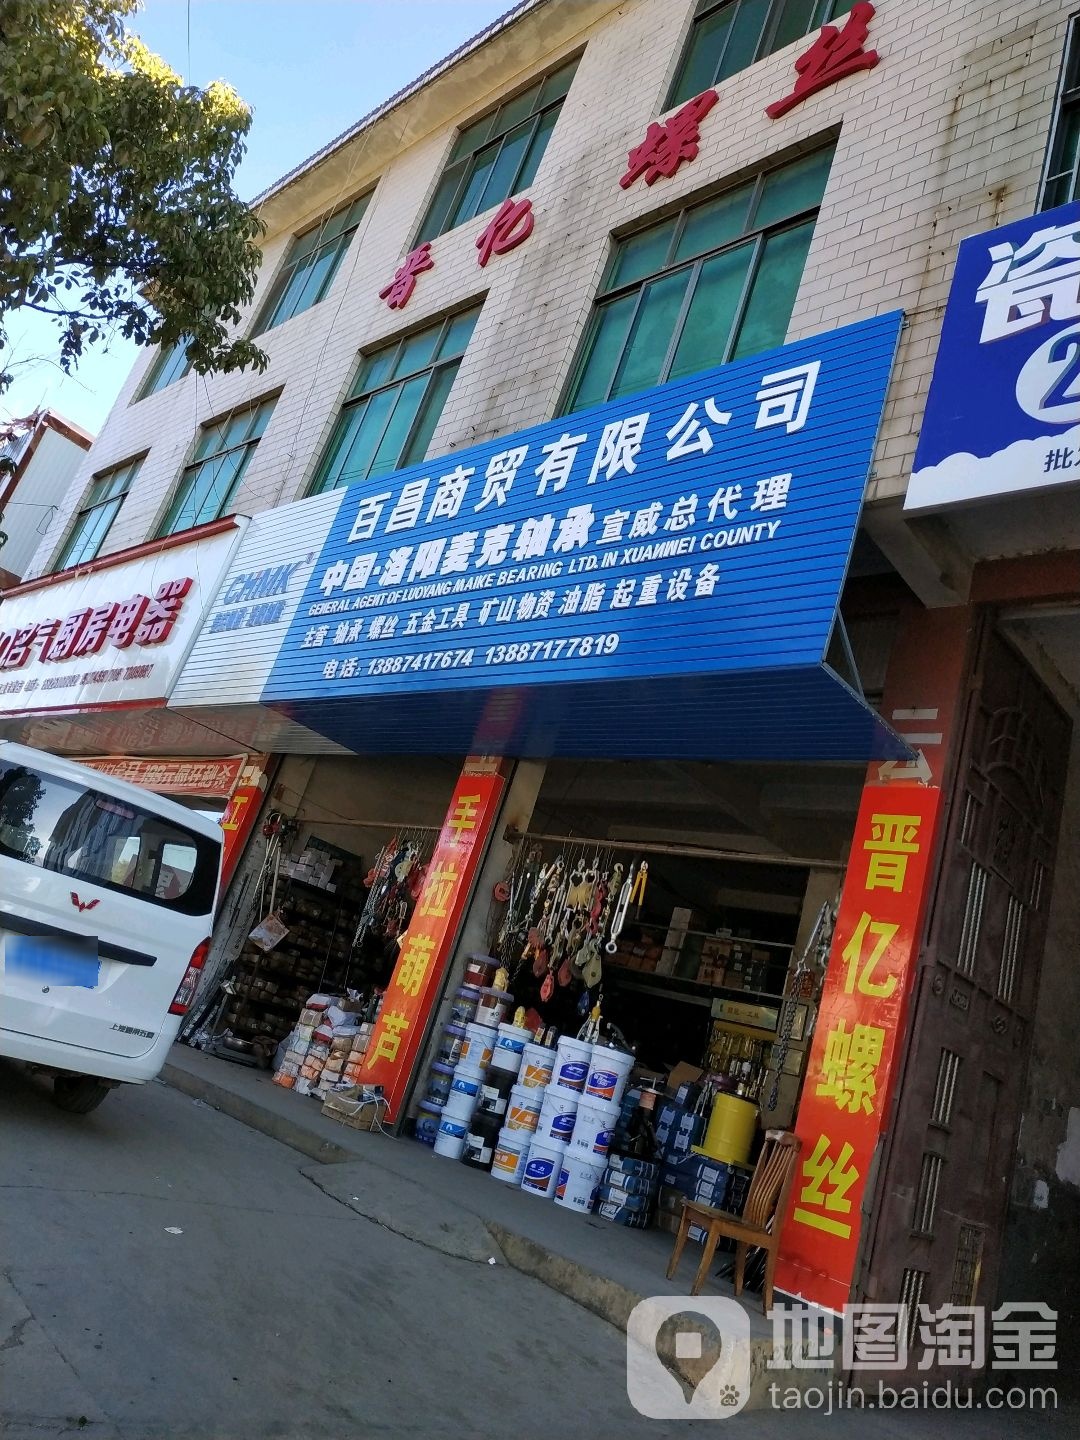 晋亿螺丝
百昌商贸有限公司
中国·洛阳麦克轴承 宣威总代理
GENERAL AGENT OF LUOYANG MAIKE BEARING LTD. IN XUANWEI COUNTY
主营 轴承 螺丝 五金工具 矿山物资 油脂 起重设备
电话: 13887417674 13887177819
CHMK
厨房电器
瓷
2
批
手拉葫芦
晋亿螺丝
工
云
地图淘金
taojin.baidu.com